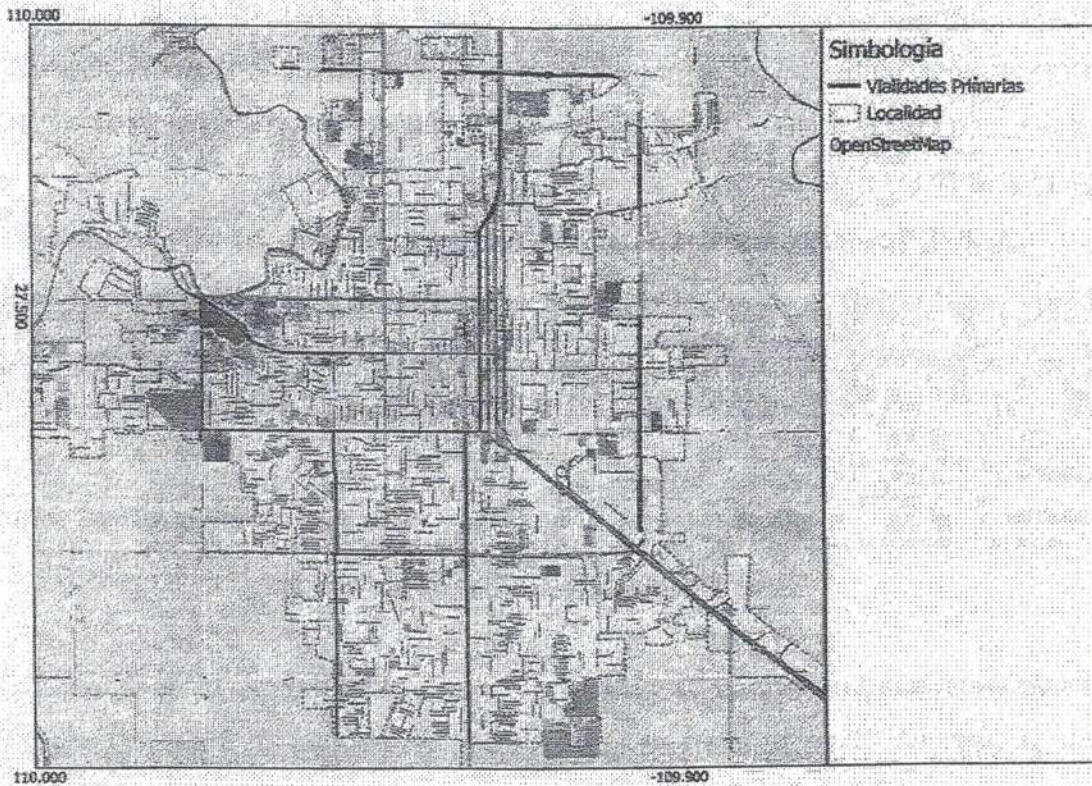 110.000
-109.900
Simbología
Vialidades Primarias
Localidad
OpenStreetMap
27.500
110.000
-109.900